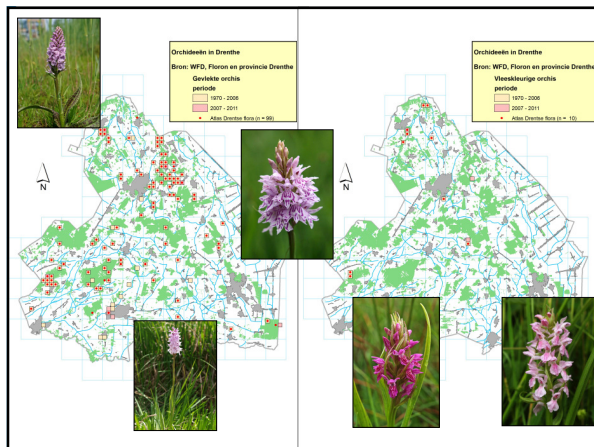 Orchideeën in Drenthe
Bron: WFD, Floron en provincie Drenthe
Gevlekte orchis
periode
1970 - 2006
2007 - 2011
Atlas Drentse flora (n = 99)
N
Orchideeën in Drenthe
Bron: WFD, Floron en provincie Drenthe
Vleeskleurige orchis
periode
1970 - 2006
2007 - 2011
Atlas Drentse flora (n = 10)
N